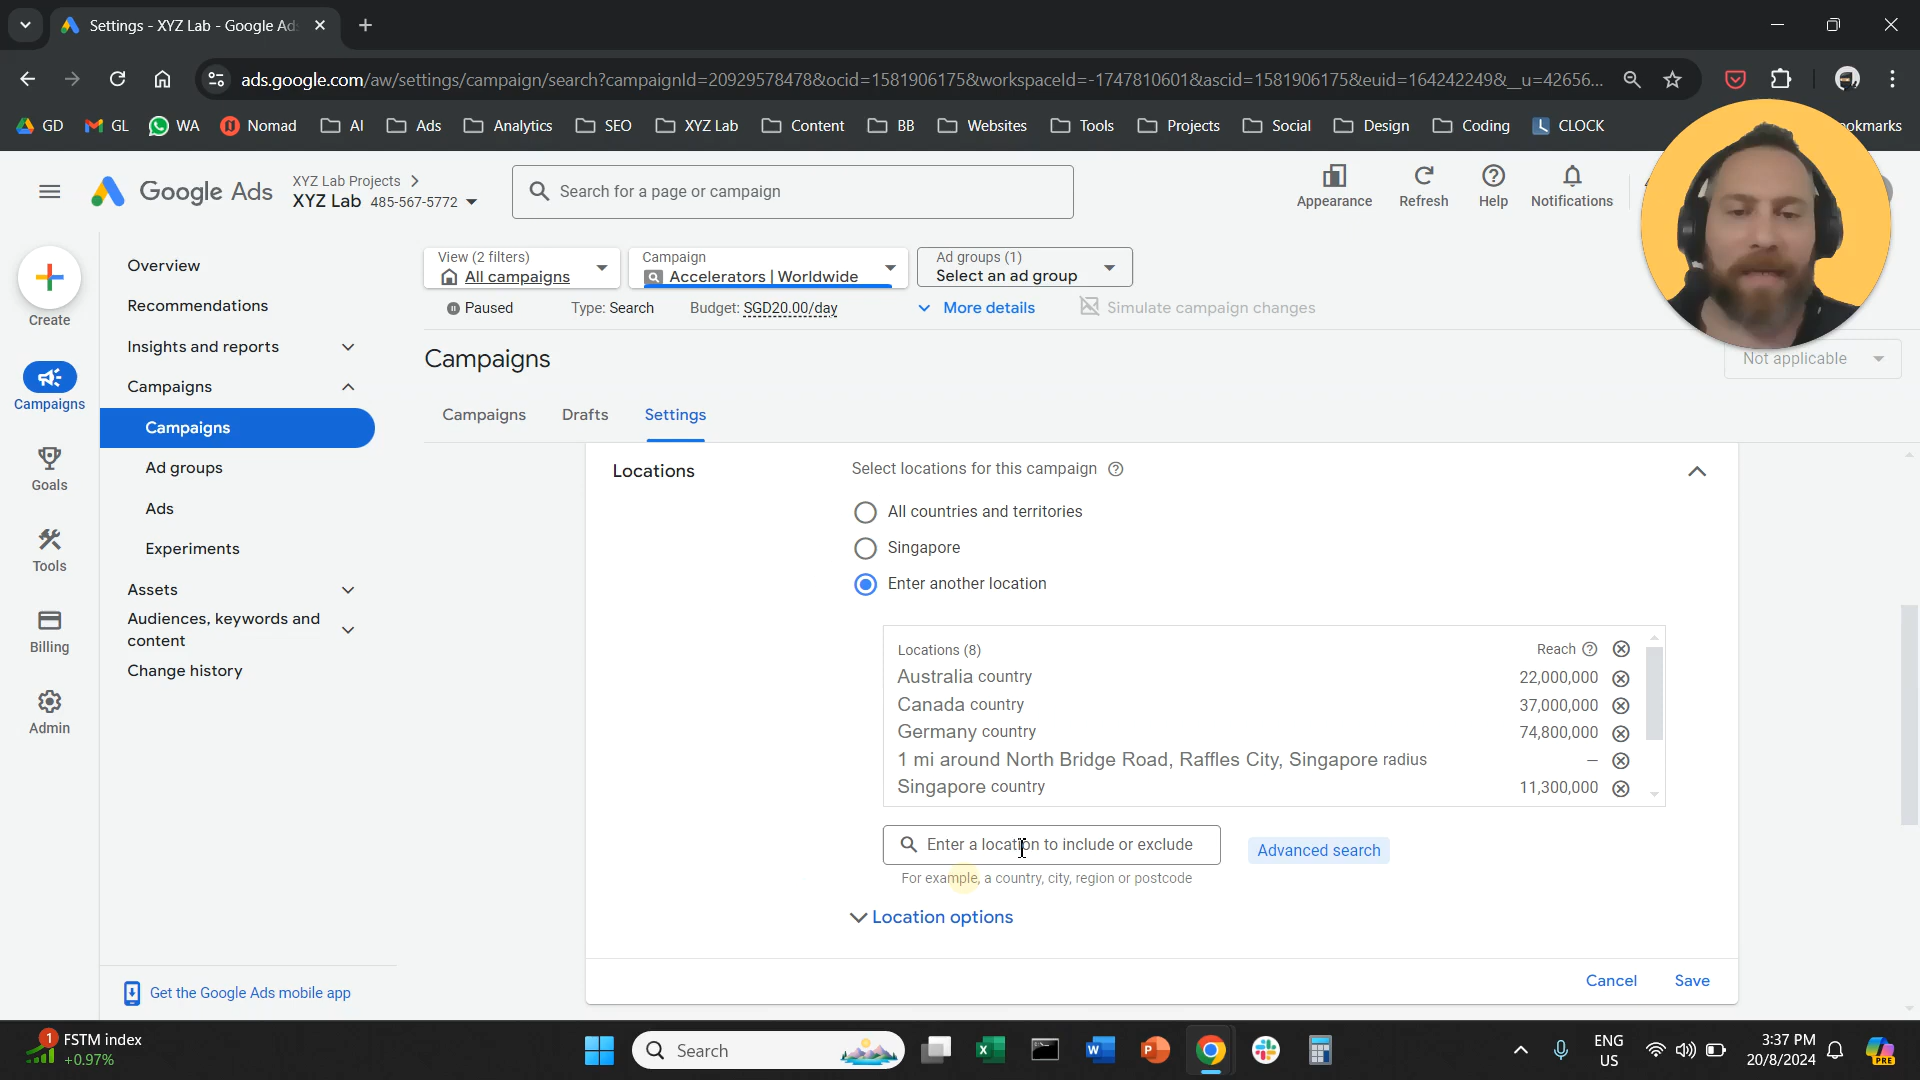 Settings - XYZ Lab - Google Ads
ads.google.com/aw/settings/campaign/search?campaignId=20929578478&ocid=1581906175&workspaceId=-1747810601&ascid=1581906175&euid=164242249&__u=42656...
GD GL WA Nomad AI Ads Analytics SEO XYZ Lab Content BB Websites Tools Projects Social Design Coding CLOCK
Google Ads
XYZ Lab Projects
XYZ Lab 485-567-5772
Search for a page or campaign
Appearance Refresh Help Notifications
Create
Campaigns
Goals
Tools
Billing
Admin
Overview
Recommendations
Insights and reports
Campaigns
Campaigns
Ad groups
Ads
Experiments
Assets
Audiences, keywords and
content
Change history
Get the Google Ads mobile app
View (2 filters)
All campaigns
Campaign
Accelerators | Worldwide
Ad groups (1)
Select an ad group
Paused Type: Search Budget: SGD20.00/day More details Simulate campaign changes
Campaigns
Not applicable
Campaigns Drafts Settings
Locations
Select locations for this campaign
All countries and territories
Singapore
Enter another location
Locations (8) Reach
Australia country 22,000,000
Canada country 37,000,000
Germany country 74,800,000
1 mi around North Bridge Road, Raffles City, Singapore radius –
Singapore country 11,300,000
Enter a location to include or exclude
Advanced search
For example, a country, city, region or postcode
Location options
Cancel Save
1
FSTM index
+0.97%
Search
ENG
US
3:37 PM
20/8/2024
PRE